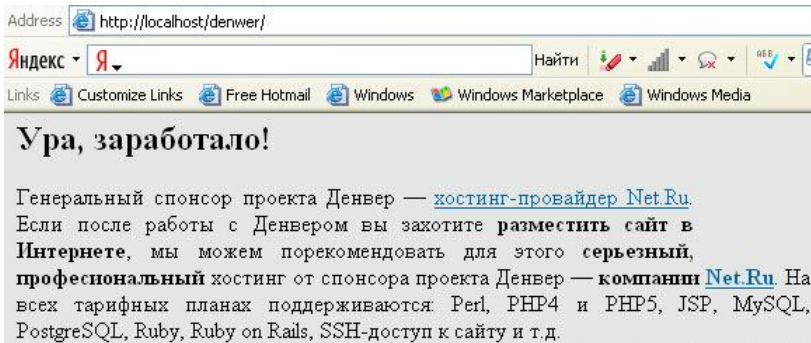 Address http://localhost/denwer/
Яндекс Я Найти АБВ
Links Customize Links Free Hotmail Windows Windows Marketplace Windows Media
Ура, заработало!
Генеральный спонсор проекта Денвер — хостинг-провайдер Net.Ru.
Если после работы с Денвером вы захотите разместить сайт в
Интернете, мы можем порекомендовать для этого серьезный,
професиональный хостинг от спонсора проекта Денвер — компании Net.Ru. На
всех тарифных планах поддерживаются: Perl, PHP4 и PHP5, JSP, MySQL,
PostgreSQL, Ruby, Ruby on Rails, SSH-доступ к сайту и т.д.